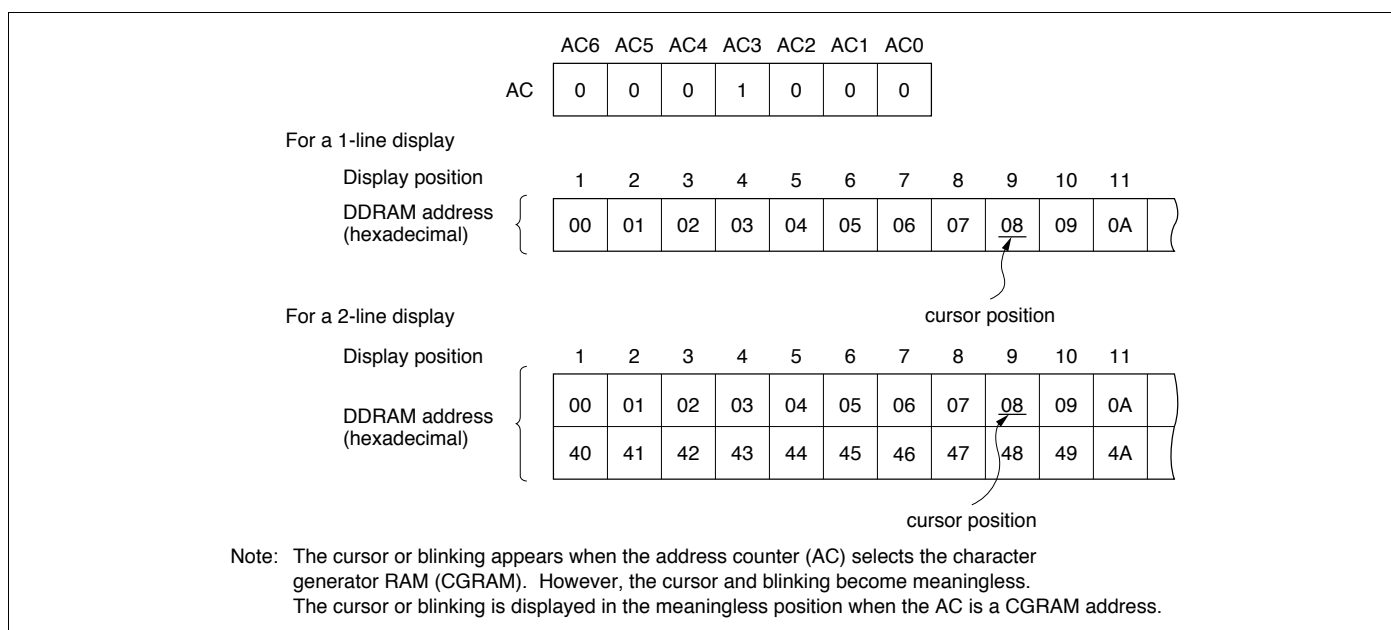 AC6 AC5 AC4 AC3 AC2 AC1 AC0
AC 0 0 0 1 0 0 0
For a 1-line display
Display position 1 2 3 4 5 6 7 8 9 10 11
DDRAM address
(hexadecimal)
00 01 02 03 04 05 06 07 08 09 0A
cursor position
For a 2-line display
Display position 1 2 3 4 5 6 7 8 9 10 11
DDRAM address
(hexadecimal)
00 01 02 03 04 05 06 07 08 09 0A
40 41 42 43 44 45 46 47 48 49 4A
cursor position
Note: The cursor or blinking appears when the address counter (AC) selects the character
generator RAM (CGRAM). However, the cursor and blinking become meaningless.
The cursor or blinking is displayed in the meaningless position when the AC is a CGRAM address.